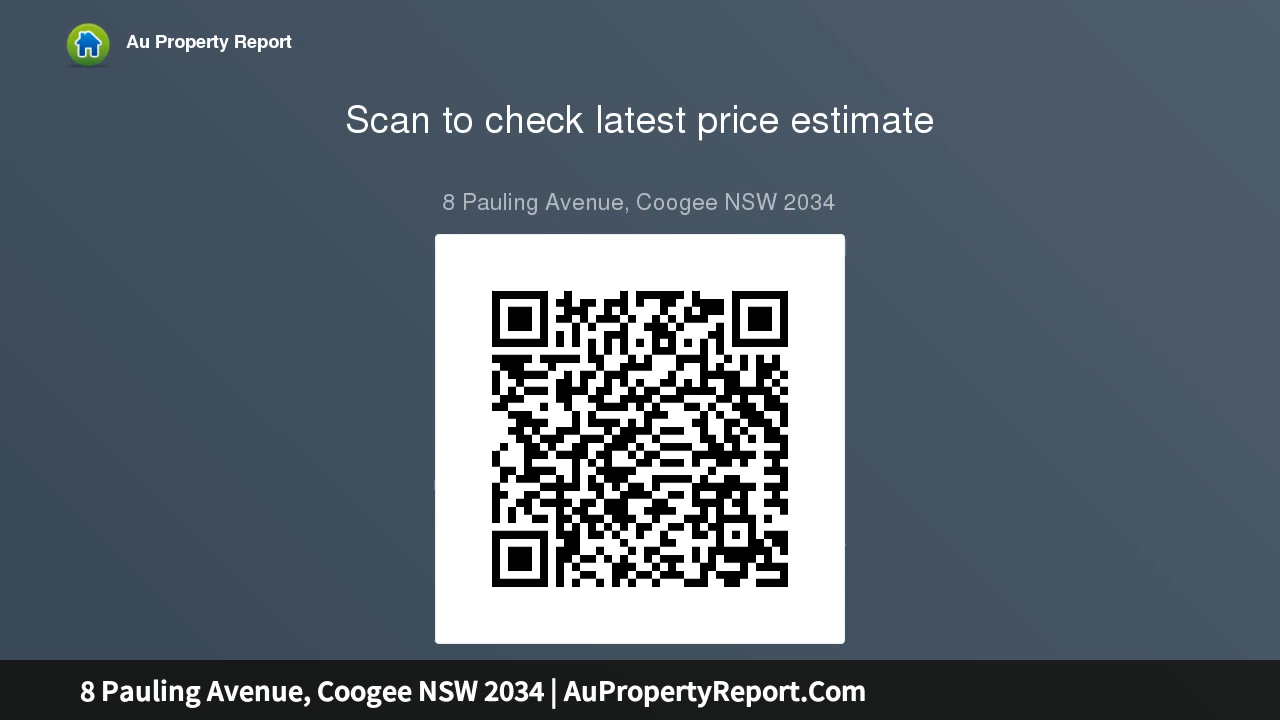 Au Property Report
Scan to check latest price estimate
8 Pauling Avenue, Coogee NSW 2034
8 Pauling Avenue, Coogee NSW 2034 | AuPropertyReport.Com